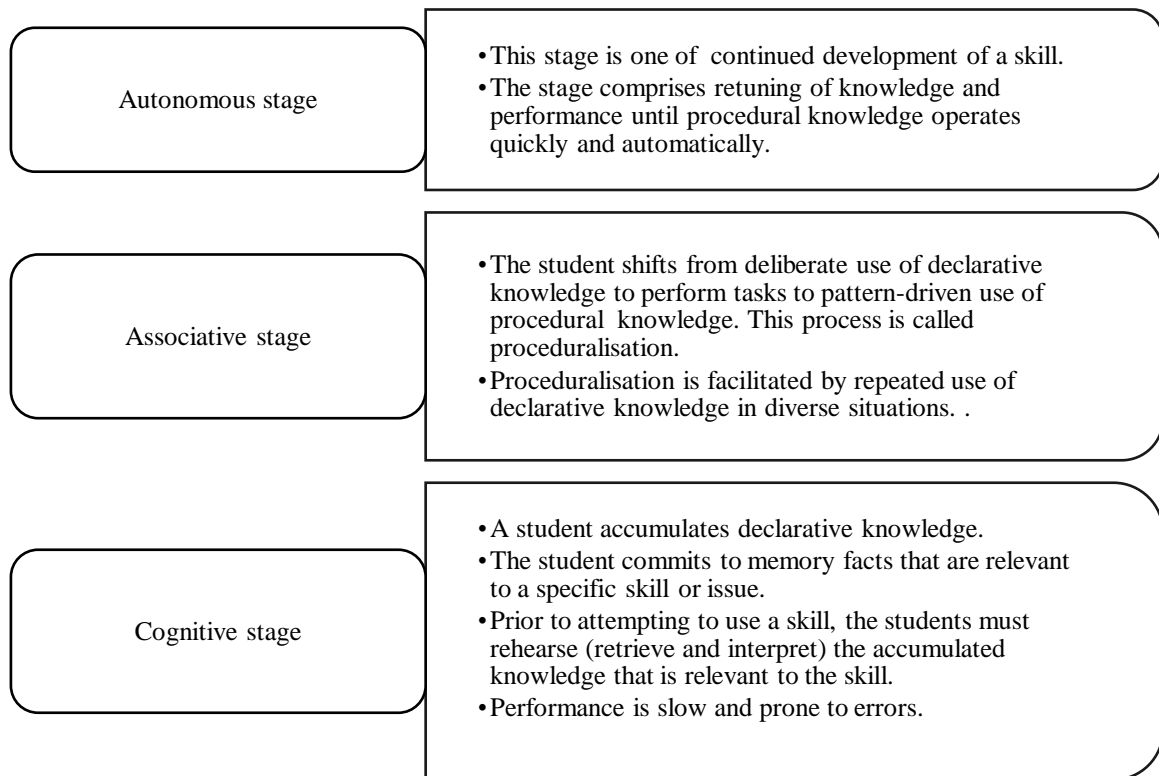 Autonomous stage
•This stage is one of continued development of a skill.
•The stage comprises retuning of knowledge and
performance until procedural knowledge operates
quickly and automatically.
Associative stage
•The student shifts from deliberate use of declarative
knowledge to perform tasks to pattern-driven use of
procedural knowledge. This process is called
proceduralisation.
•Proceduralisation is facilitated by repeated use of
declarative knowledge in diverse situations. .
Cognitive stage
•A student accumulates declarative knowledge.
•The student commits to memory facts that are relevant
to a specific skill or issue.
•Prior to attempting to use a skill, the students must
rehearse (retrieve and interpret) the accumulated
knowledge that is relevant to the skill.
•Performance is slow and prone to errors.